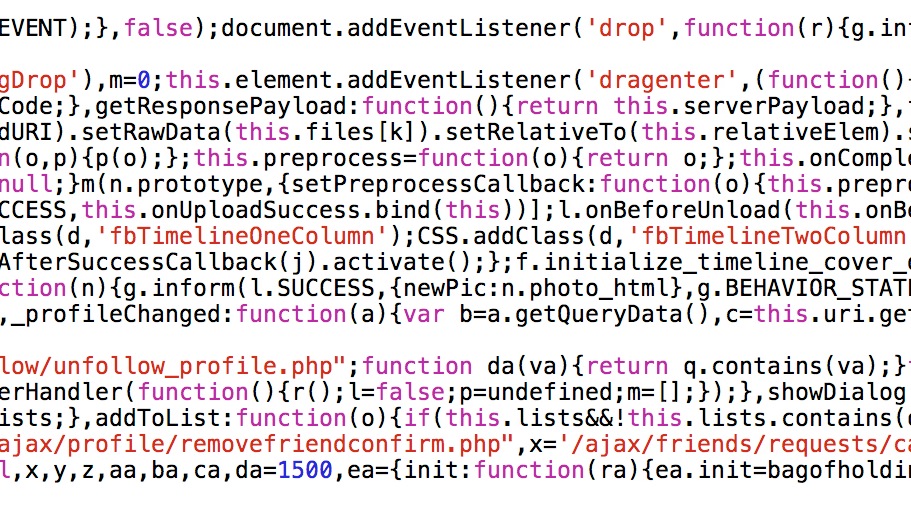 EVENT);},false);document.addEventListener('drop',function(r){g.inf
gDrop'),m=0;this.element.addEventListener('dragenter',(function(){
Code;},getResponsePayload:function(){return this.serverPayload;},
dURI).setRawData(this.files[k]).setRelativeTo(this.relativeElem).s
n(o,p){p(o);};this.preprocess=function(o){return o;};this.onComple
null;}m(n.prototype,{setPreprocessCallback:function(o){this.prepro
CCESS,this.onUploadSuccess.bind(this))];l.onBeforeUnload(this.onBe
lass(d,'fbTimelineOneColumn');CSS.addClass(d,'fbTimelineTwoColumn
AfterSuccessCallback(j).activate();};f.initialize_timeline_cover_
ction(n){g.inform(l.SUCCESS,{newPic:n.photo_html},g.BEHAVIOR_STATE
,_profileChanged:function(a){var b=a.getQueryData(),c=this.uri.get
low/unfollow_profile.php";function da(va){return q.contains(va);}
erHandler(function(){r();l=false;p=undefined;m=[];});},showDialog
ists;},addToList:function(o){if(this.lists&&!this.lists.contains(
ajax/profile/removefriendconfirm.php",x='/ajax/friends/requests/ca
l,x,y,z,aa,ba,ca,da=1500,ea={init:function(ra){ea.init=bagofholdin